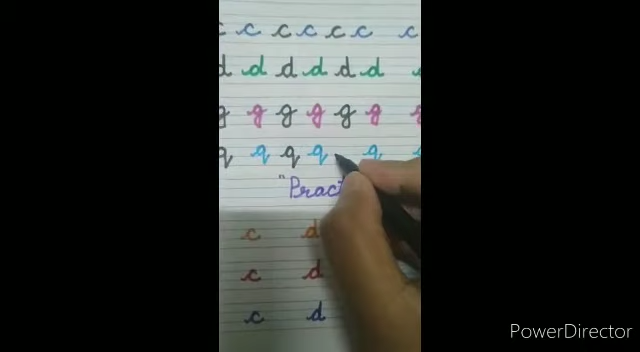 c c c c c c c
d d d d d d
g g g g g g
q q q q q
"Pract
c d
c d
c d
PowerDirector